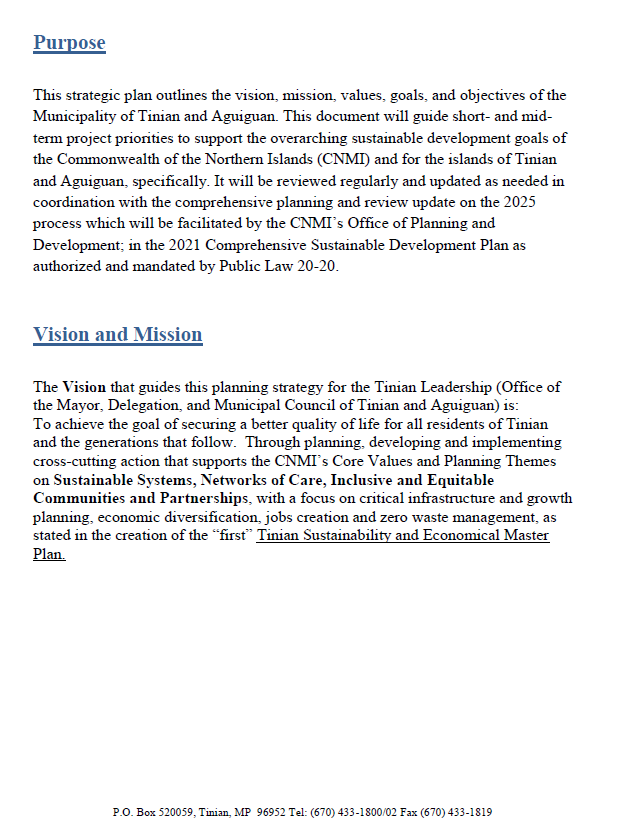 Purpose
This strategic plan outlines the vision, mission, values, goals, and objectives of the
Municipality of Tinian and Aguiguan. This document will guide short- and mid-
term project priorities to support the overarching sustainable development goals of
the Commonwealth of the Northern Islands (CNMI) and for the islands of Tinian
and Aguiguan, specifically. It will be reviewed regularly and updated as needed in
coordination with the comprehensive planning and review update on the 2025
process which will be facilitated by the CNMI's Office of Planning and
Development; in the 2021 Comprehensive Sustainable Development Plan as
authorized and mandated by Public Law 20-20.
Vision and Mission
The Vision that guides this planning strategy for the Tinian Leadership (Office of
the Mayor, Delegation, and Municipal Council of Tinian and Aguiguan) is:
To achieve the goal of securing a better quality of life for all residents of Tinian
and the generations that follow.  Through planning, developing and implementing
cross-cutting action that supports the CNMI's Core Values and Planning Themes
on Sustainable Systems, Networks of Care, Inclusive and Equitable
Communities and Partnerships, with a focus on critical infrastructure and growth
planning, economic diversification, jobs creation and zero waste management, as
stated in the creation of the “first” Tinian Sustainability and Economical Master
Plan.
P.O. Box 520059, Tinian, MP  96952 Tel: (670) 433-1800/02 Fax (670) 433-1819